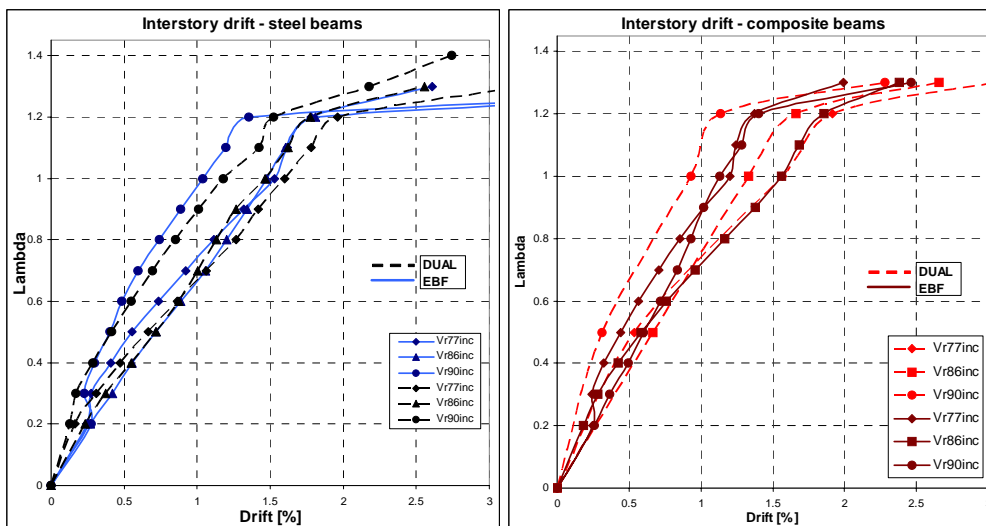 Interstory drift - steel beams
1.4
1.2
1
0.8
0.6
0.4
0.2
0
Lambda
0
0.5
1
1.5
2
2.5
3
Drift [%]
DUAL
EBF
Vr77inc
Vr86inc
Vr90inc
Vr77inc
Vr86inc
Vr90inc
Interstory drift - composite beams
1.4
1.2
1
0.8
0.6
0.4
0.2
0
Lambda
0
0.5
1
1.5
2
2.5
Drift [%]
DUAL
EBF
Vr77inc
Vr86inc
Vr90inc
Vr77inc
Vr86inc
Vr90inc